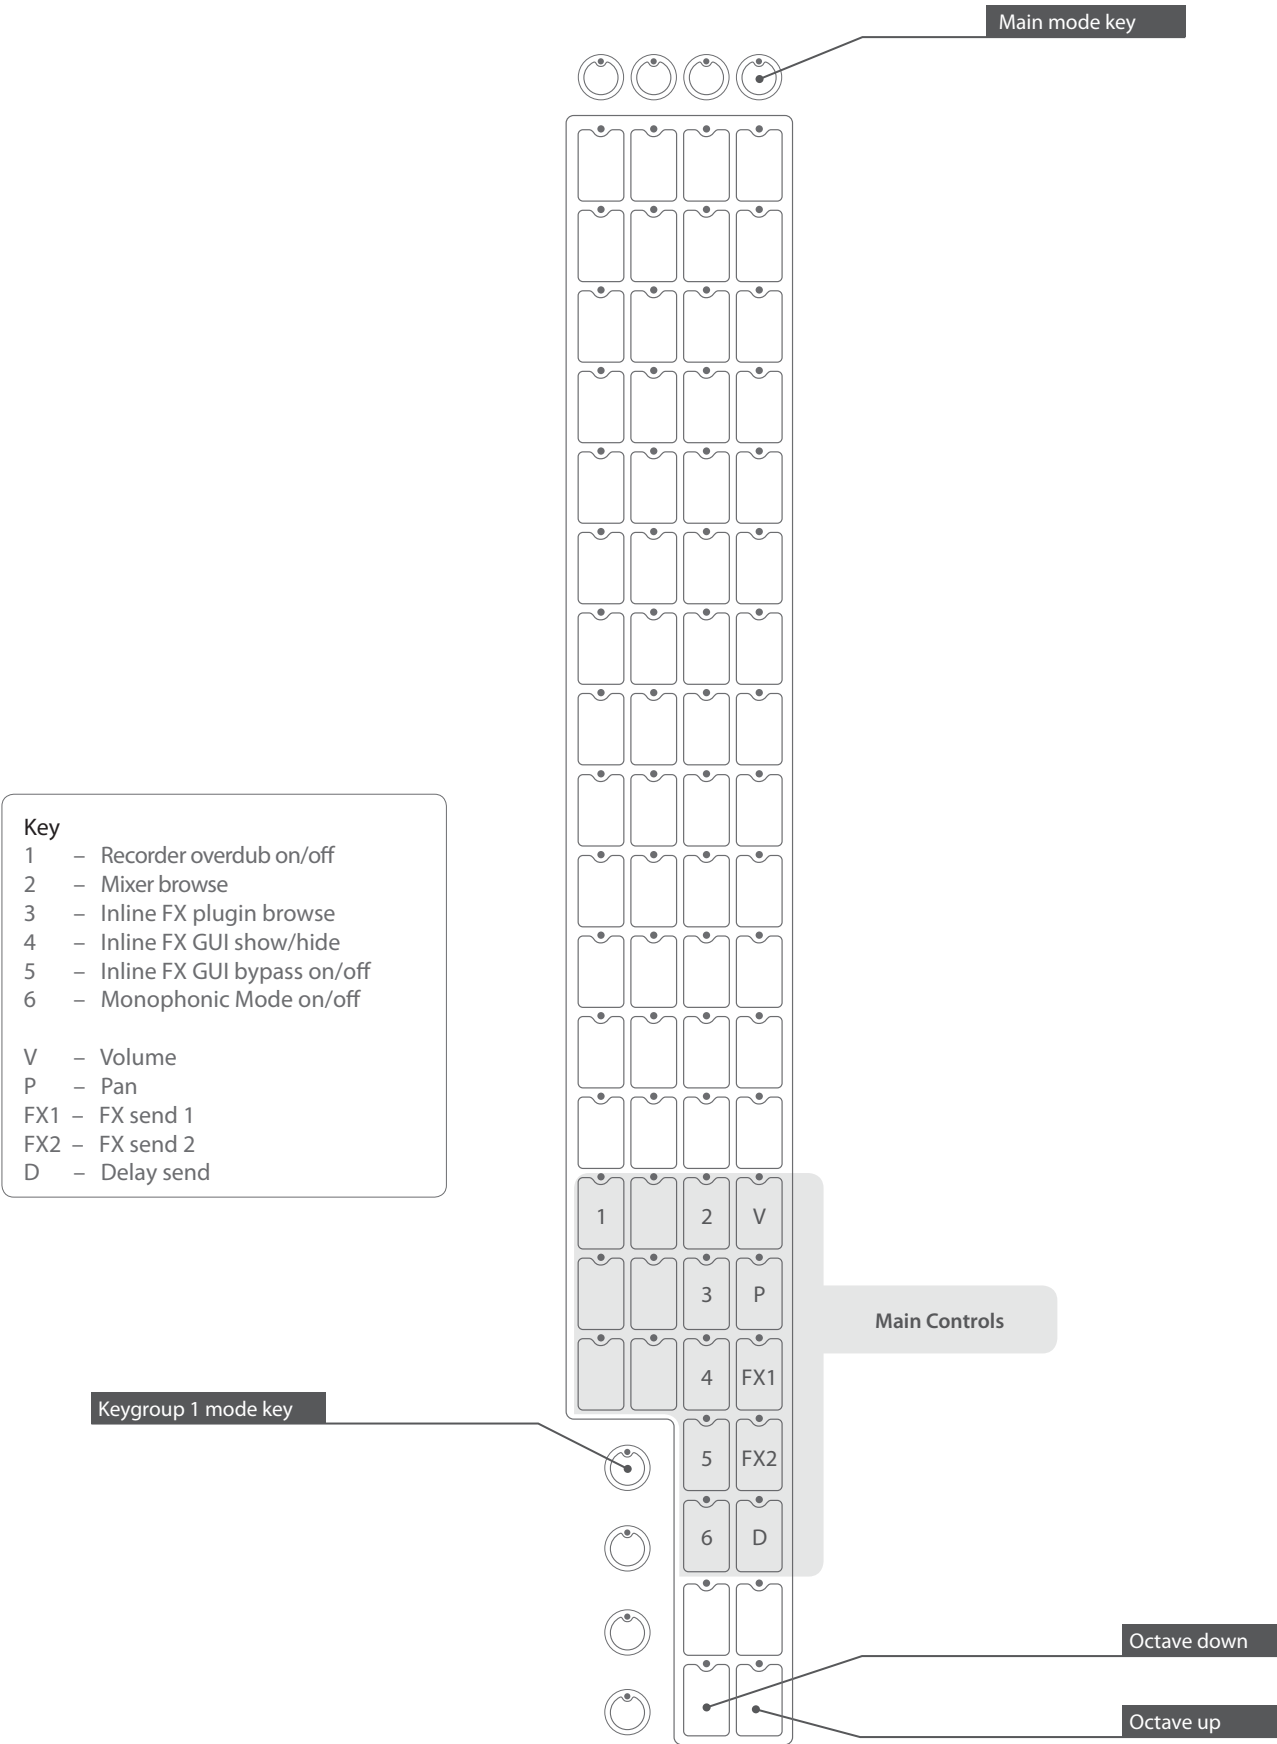 Main mode key
Key
1 – Recorder overdub on/off
2 – Mixer browse
3 – Inline FX plugin browse
4 – Inline FX GUI show/hide
5 – Inline FX GUI bypass on/off
6 – Monophonic Mode on/off
V – Volume
P – Pan
FX1 – FX send 1
FX2 – FX send 2
D – Delay send
1 2 V
3 P
Main Controls
4 FX1
Keygroup 1 mode key
5 FX2
6 D
Octave down
Octave up